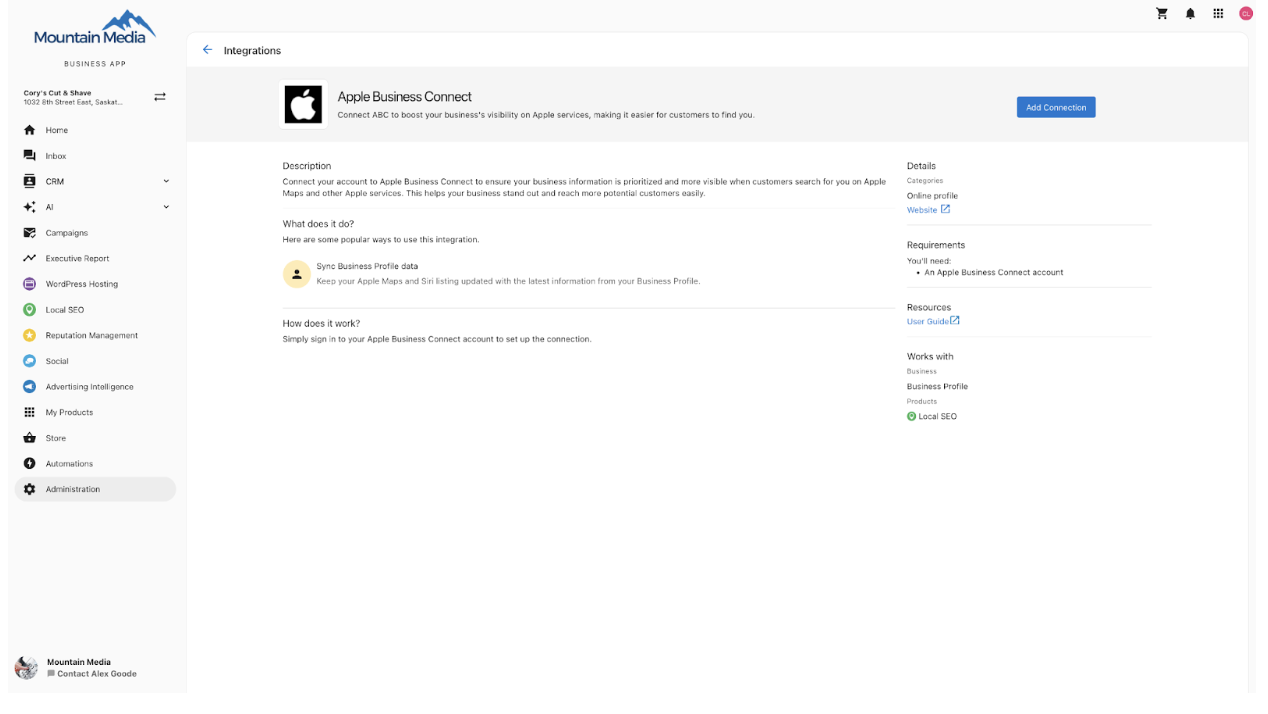 Mountain Media
BUSINESS APP
Cory's Cut & Shave
1032 8th Street East, Saskat...
Home
Inbox
CRM
AI
Campaigns
Executive Report
WordPress Hosting
Local SEO
Reputation Management
Social
Advertising Intelligence
My Products
Store
Automations
Administration
Mountain Media
Contact Alex Goode
CL
Integrations
Apple Business Connect
Connect ABC to boost your business's visibility on Apple services, making it easier for customers to find you.
Add Connection
Description
Connect your account to Apple Business Connect to ensure your business information is prioritized and more visible when customers search for you on Apple
Maps and other Apple services. This helps your business stand out and reach more potential customers easily.
What does it do?
Here are some popular ways to use this integration.
Sync Business Profile data
Keep your Apple Maps and Siri listing updated with the latest information from your Business Profile.
How does it work?
Simply sign in to your Apple Business Connect account to set up the connection.
Details
Categories
Online profile
Website
Requirements
You'll need:
• An Apple Business Connect account
Resources
User Guide
Works with
Business
Business Profile
Products
Local SEO